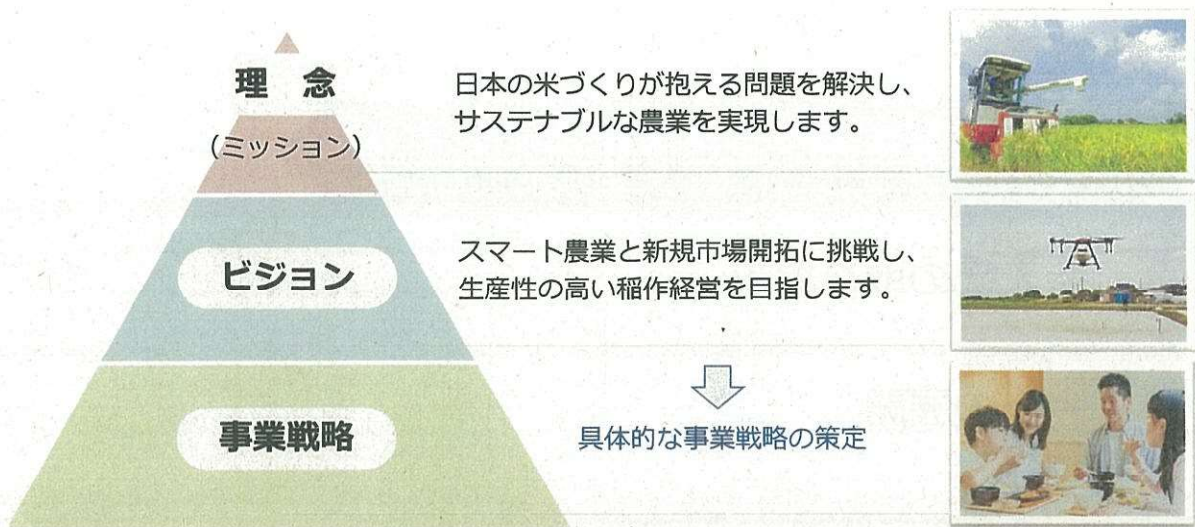 理 念
(ミッション)
日本の米づくりが抱える問題を解決し、
サステナブルな農業を実現します。
ビジョン
スマート農業と新規市場開拓に挑戦し、
生産性の高い稲作経営を目指します。
事業戦略
具体的な事業戦略の策定